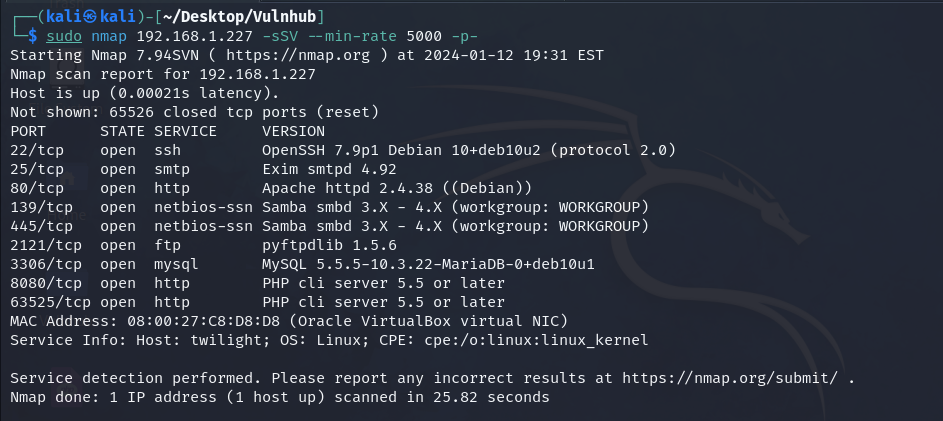 ┌──(kali㉿kali)-[~/Desktop/Vulnhub]
└─$ sudo nmap 192.168.1.227 -sSV --min-rate 5000 -p-
Starting Nmap 7.94SVN ( https://nmap.org ) at 2024-01-12 19:31 EST
Nmap scan report for 192.168.1.227
Host is up (0.00021s latency).
Not shown: 65526 closed tcp ports (reset)
PORT      STATE SERVICE     VERSION
22/tcp    open  ssh         OpenSSH 7.9p1 Debian 10+deb10u2 (protocol 2.0)
25/tcp    open  smtp        Exim smtpd 4.92
80/tcp    open  http        Apache httpd 2.4.38 ((Debian))
139/tcp   open  netbios-ssn Samba smbd 3.X - 4.X (workgroup: WORKGROUP)
445/tcp   open  netbios-ssn Samba smbd 3.X - 4.X (workgroup: WORKGROUP)
2121/tcp  open  ftp         pyftpdlib 1.5.6
3306/tcp  open  mysql       MySQL 5.5.5-10.3.22-MariaDB-0+deb10u1
8080/tcp  open  http        PHP cli server 5.5 or later
63525/tcp open  http        PHP cli server 5.5 or later
MAC Address: 08:00:27:C8:D8:D8 (Oracle VirtualBox virtual NIC)
Service Info: Host: twilight; OS: Linux; CPE: cpe:/o:linux:linux_kernel

Service detection performed. Please report any incorrect results at https://nmap.org/submit/ .
Nmap done: 1 IP address (1 host up) scanned in 25.82 seconds